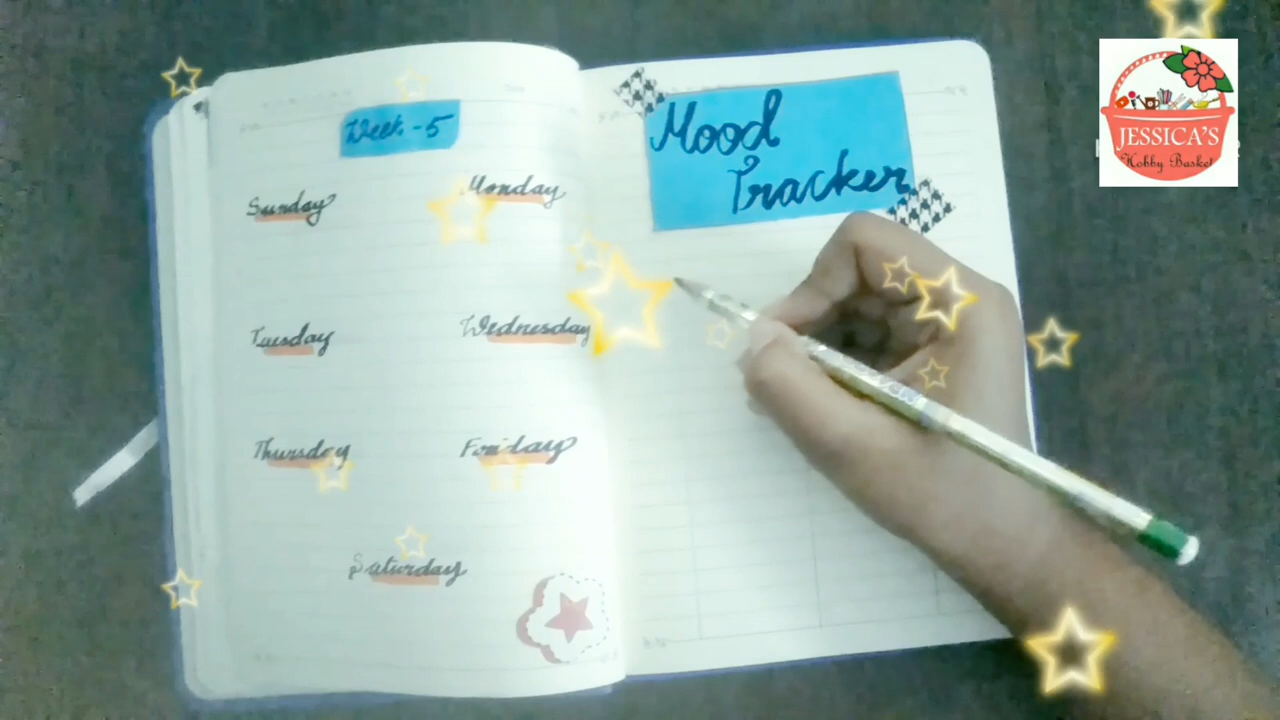 Week - 5
Sunday
Monday
Tuesday
Wednesday
Thursday
Friday
Saturday
Mood
Tracker
JESSICA'S
Hobby Basket